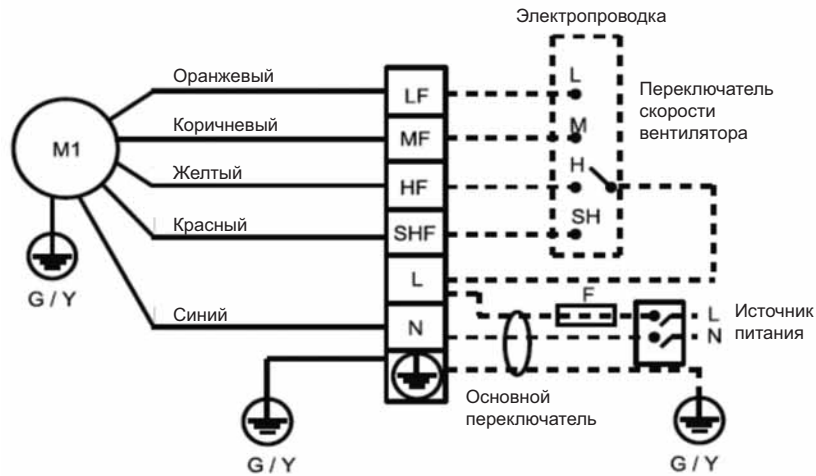 Электропроводка
Оранжевый
Коричневый
Желтый
Красный
Синий
M1
G / Y
LF
MF
HF
SHF
L
N
L
M
H
SH
Переключатель
скорости
вентилятора
F
L
N
Источник
питания
Основной
переключатель
G / Y
G / Y